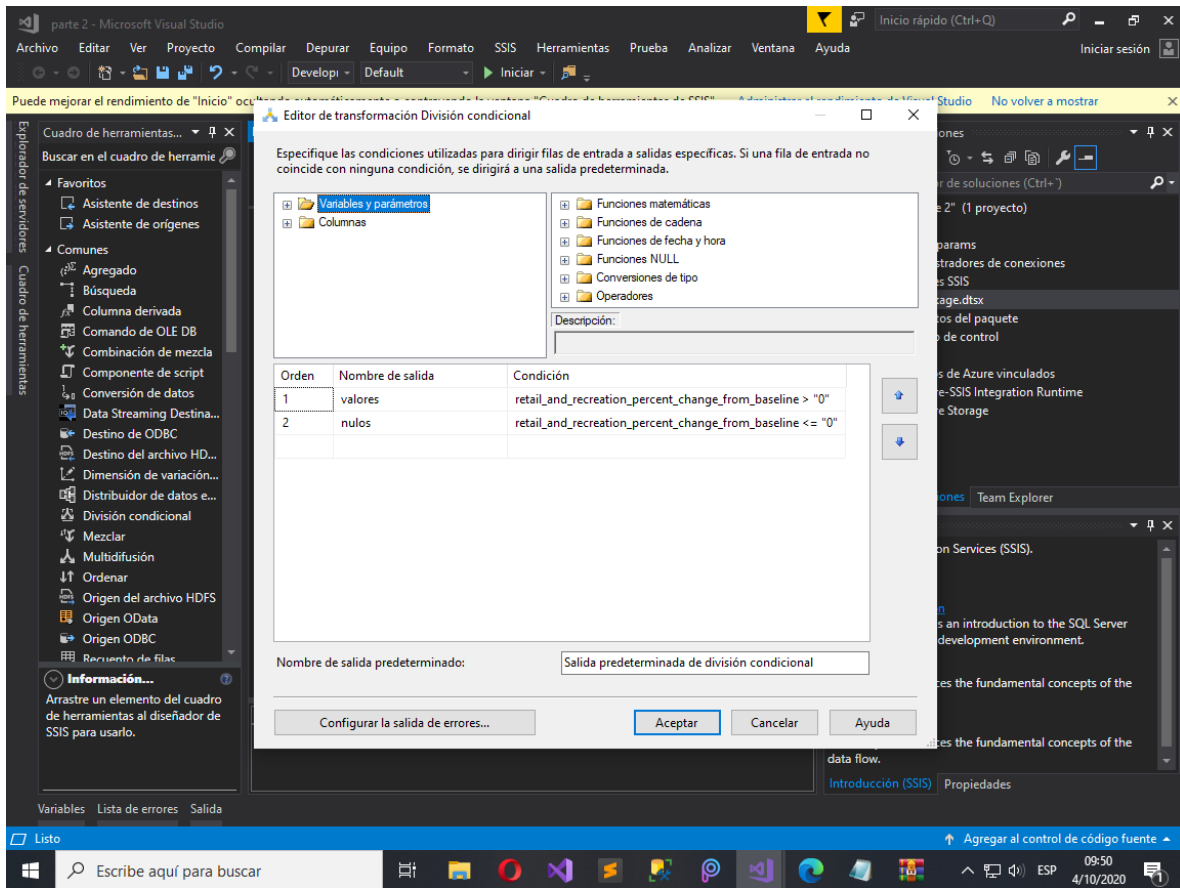 parte 2 - Microsoft Visual Studio
Inicio rápido (Ctrl+Q)
Archivo Editar Ver Proyecto Compilar Depurar Equipo Formato SSIS Herramientas Prueba Analizar Ventana Ayuda
Iniciar sesión
Developı Default Iniciar
Puede mejorar el rendimiento de "Inicio"
Studio No volver a mostrar
Explorador de servidores
Cuadro de herramientas
Cuadro de herramientas...
Buscar en el cuadro de herramie
Favoritos
Asistente de destinos
Asistente de orígenes
Comunes
Agregado
Búsqueda
Columna derivada
Comando de OLE DB
Combinación de mezcla
Componente de script
Conversión de datos
Data Streaming Destina...
Destino de ODBC
Destino del archivo HD...
Dimensión de variación...
Distribuidor de datos e...
División condicional
Mezclar
Multidifusión
Ordenar
Origen del archivo HDFS
Origen OData
Origen ODBC
Recuento de filas
Información...
Arrastre un elemento del cuadro
de herramientas al diseñador de
SSIS para usarlo.
Editor de transformación División condicional
Especifique las condiciones utilizadas para dirigir filas de entrada a salidas específicas. Si una fila de entrada no
coincide con ninguna condición, se dirigirá a una salida predeterminada.
Variables y parámetros
Columnas
Funciones matemáticas
Funciones de cadena
Funciones de fecha y hora
Funciones NULL
Conversiones de tipo
Operadores
Descripción:
Orden Nombre de salida Condición
1 valores retail_and_recreation_percent_change_from_baseline > "0"
2 nulos retail_and_recreation_percent_change_from_baseline <= "0"
Nombre de salida predeterminado: Salida predeterminada de división condicional
Configurar la salida de errores... Aceptar Cancelar Ayuda
ones
r de soluciones (Ctrl+¨)
e 2" (1 proyecto)
params
stradores de conexiones
es SSIS
cage.dtsx
os del paquete
o de control
s de Azure vinculados
re-SSIS Integration Runtime
re Storage
ones Team Explorer
on Services (SSIS).
n
s an introduction to the SQL Server
development environment.
ces the fundamental concepts of the
ces the fundamental concepts of the
data flow.
Introducción (SSIS) Propiedades
Variables Lista de errores Salida
Listo
Agregar al control de código fuente
Escribe aquí para buscar
ESP
09:50
4/10/2020
1